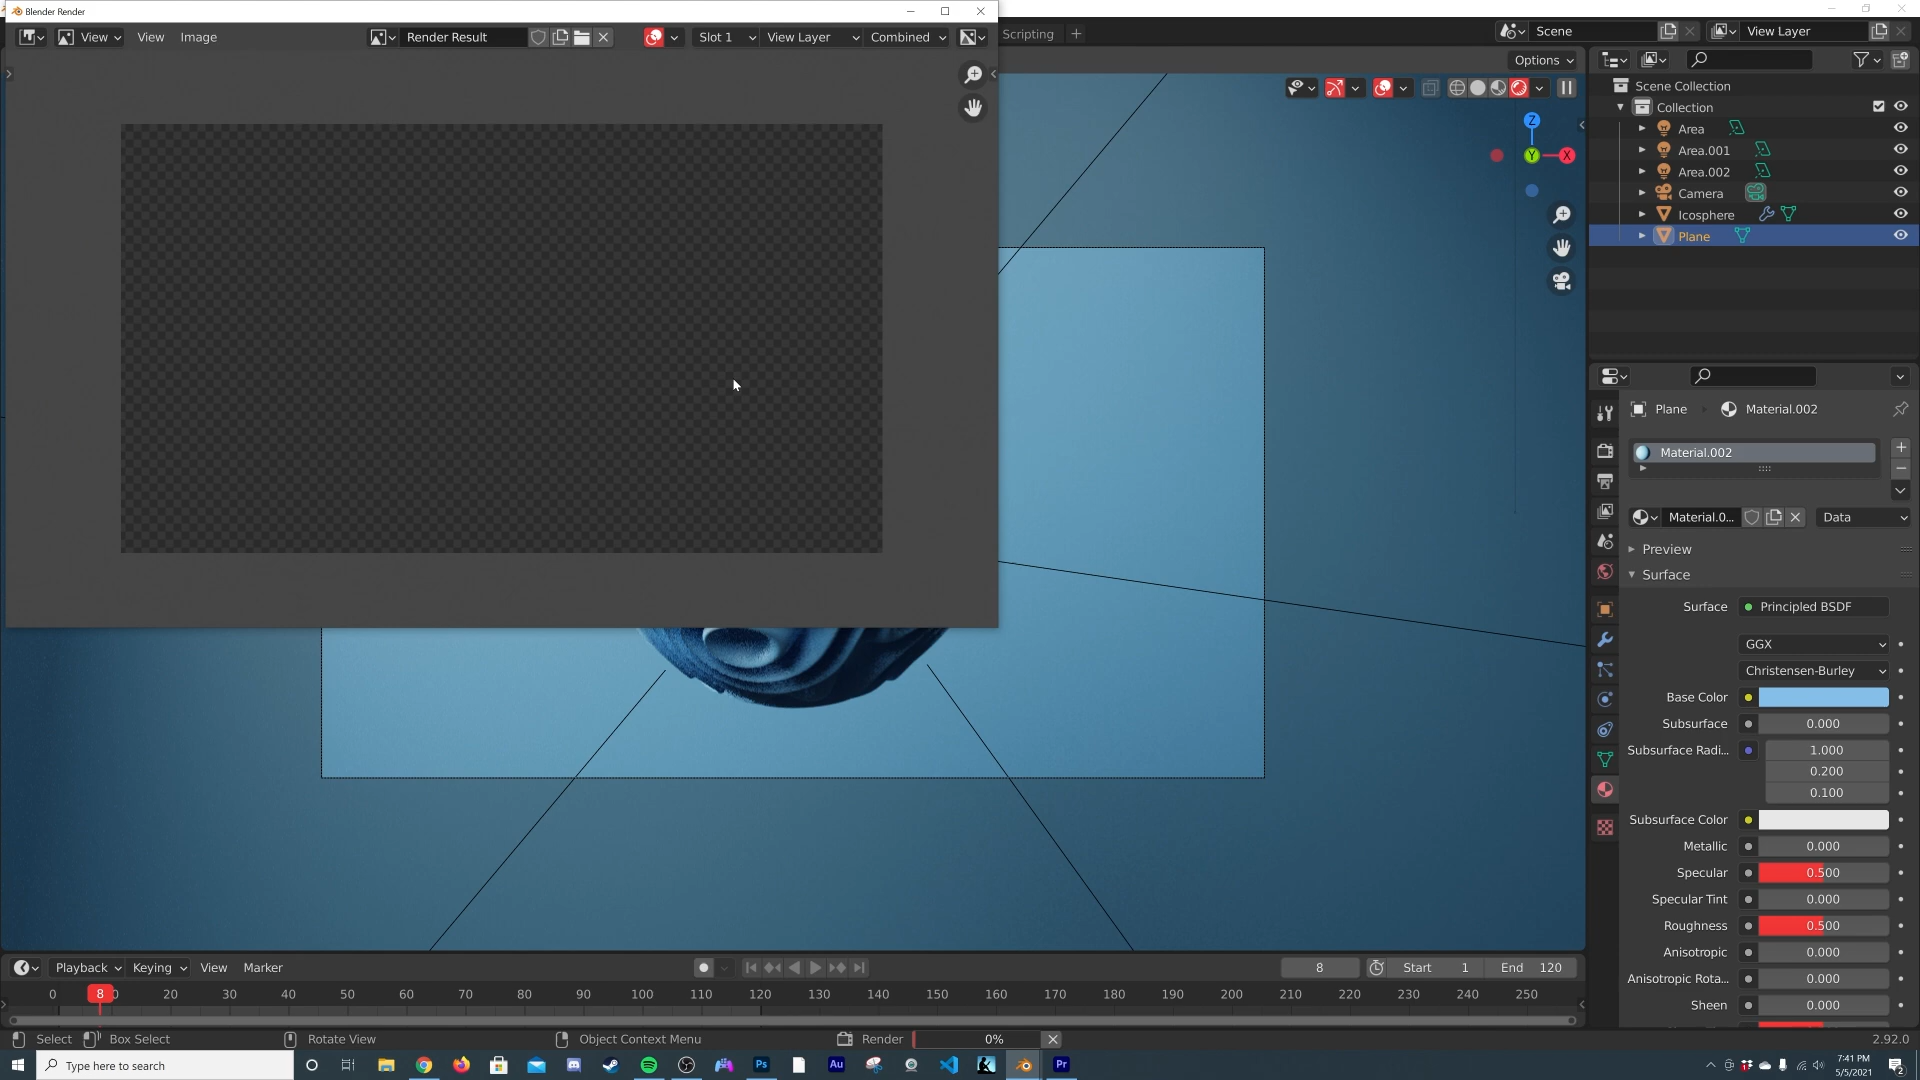 Blender Render
View View Image Render Result Slot 1 View Layer Combined
Scripting + Scene View Layer
Options
Z
Y X
Scene Collection
Collection
Area
Area.001
Area.002
Camera
Icosphere
Plane
Plane Material.002
Material.002
Material.0... Data
Preview
Surface
Surface Principled BSDF
GGX
Christensen-Burley
Base Color
Subsurface 0.000
Subsurface Radi... 1.000
0.200
0.100
Subsurface Color
Metallic 0.000
Specular 0.500
Specular Tint 0.000
Roughness 0.500
Anisotropic 0.000
Anisotropic Rota... 0.000
Sheen 0.000
Playback Keying View Marker 8 Start 1 End 120
0 8 0 20 30 40 50 60 70 80 90 100 110 120 130 140 150 160 170 180 190 200 210 220 230 240 250
Select Box Select Rotate View Object Context Menu Render 0% 2.92.0
Type here to search Ps Au Pr 7:41 PM
5/5/2021 2